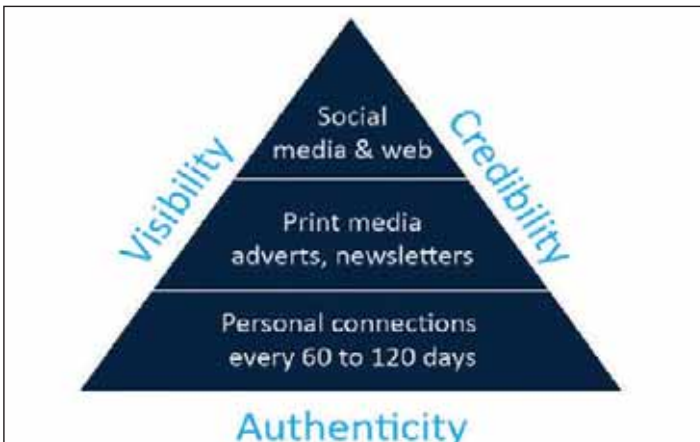 Social
media & web
Visibility
Credibility
Print media
adverts, newsletters
Personal connections
every 60 to 120 days
Authenticity